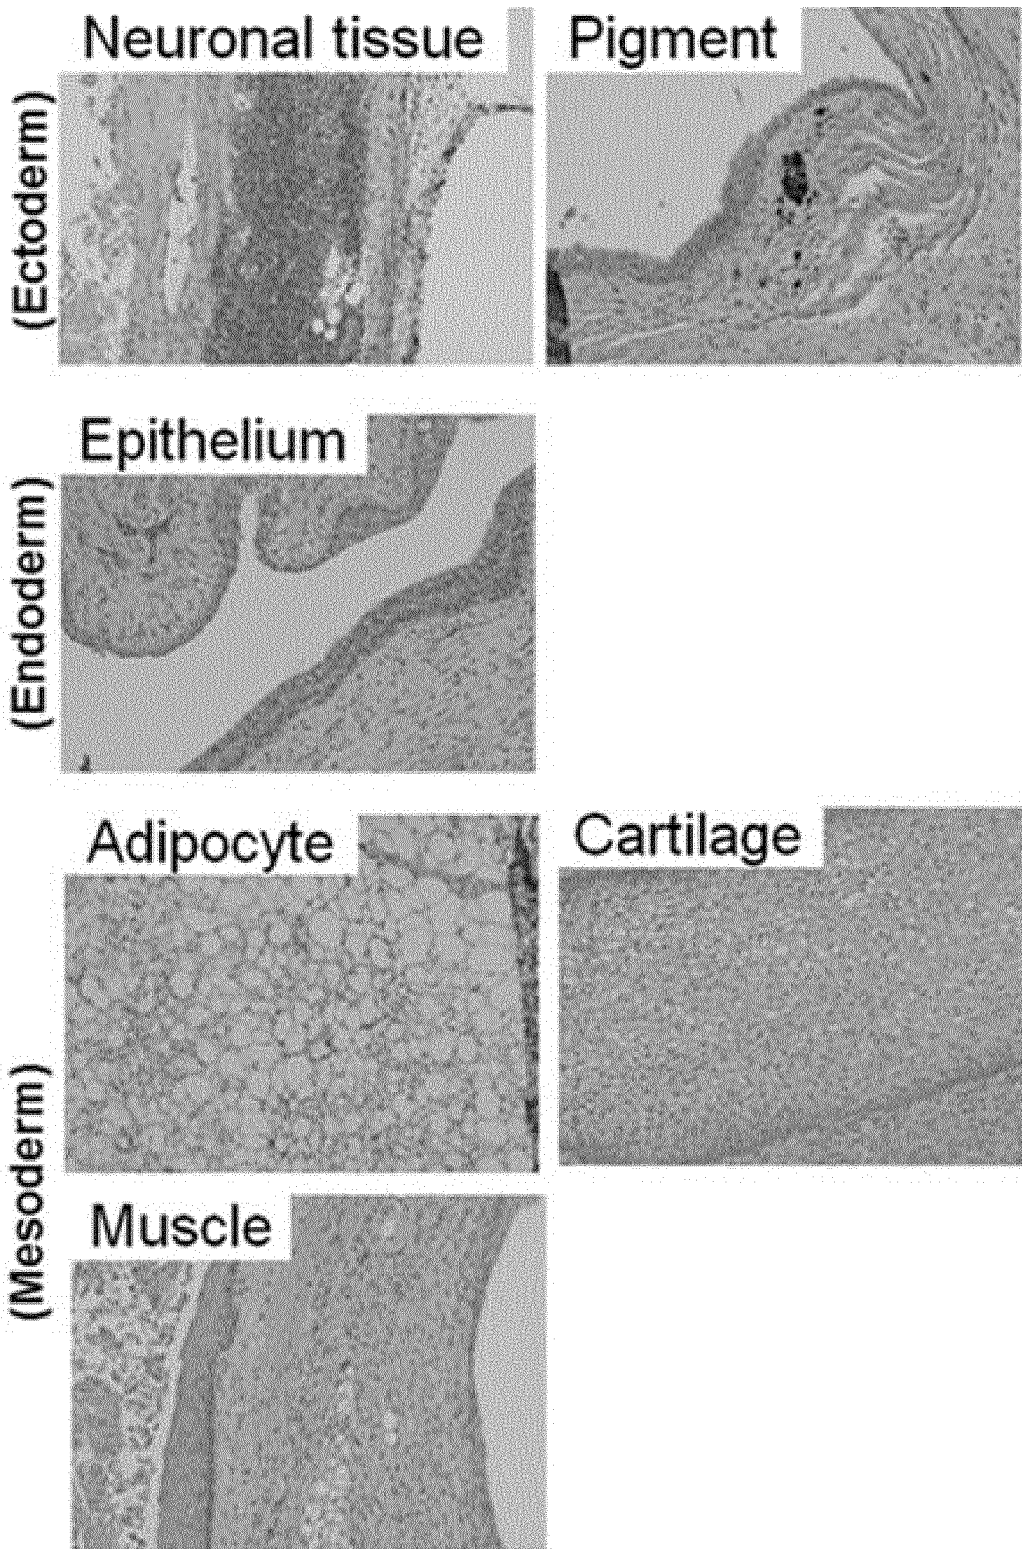 (Ectoderm)
Neuronal tissue
Pigment
(Endoderm)
Epithelium
(Mesoderm)
Adipocyte
Cartilage
Muscle